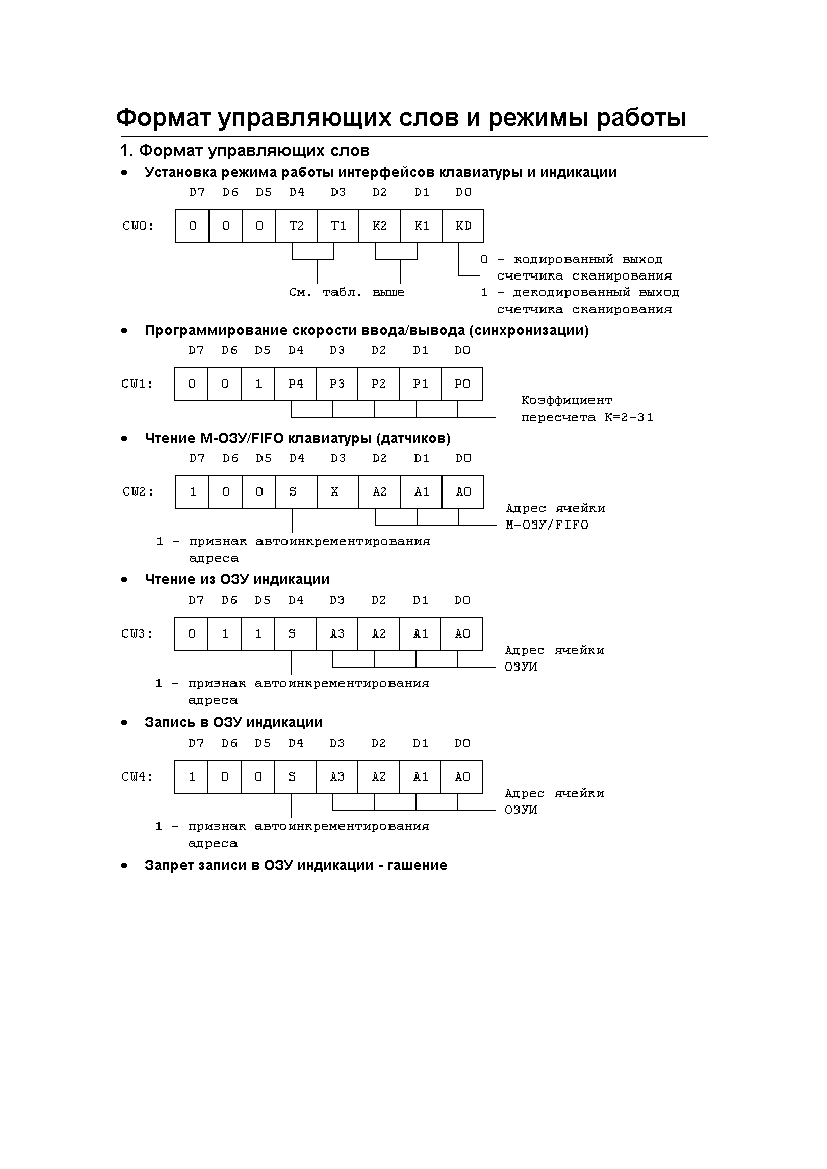 Формат управляющих слов и режимы работы
1. Формат управляющих слов
• Установка режима работы интерфейсов клавиатуры и индикации
D7 D6 D5 D4 D3 D2 D1 D0
CW0: 0 0 0 T2 T1 K2 K1 KD
0 - кодированный выход
счетчика сканирования
См. табл. выше 1 - декодированный выход
счетчика сканирования
• Программирование скорости ввода/вывода (синхронизации)
D7 D6 D5 D4 D3 D2 D1 D0
CW1: 0 0 1 P4 P3 P2 P1 P0
Коэффициент
пересчета K=2-31
• Чтение М-ОЗУ/FIFO клавиатуры (датчиков)
D7 D6 D5 D4 D3 D2 D1 D0
CW2: 1 0 0 S X A2 A1 A0
Адрес ячейки
М-ОЗУ/FIFO
1 - признак автоинкрементирования
адреса
• Чтение из ОЗУ индикации
D7 D6 D5 D4 D3 D2 D1 D0
CW3: 0 1 1 S A3 A2 A1 A0
Адрес ячейки
ОЗУИ
1 - признак автоинкрементирования
адреса
• Запись в ОЗУ индикации
D7 D6 D5 D4 D3 D2 D1 D0
CW4: 1 0 0 S A3 A2 A1 A0
Адрес ячейки
ОЗУИ
1 - признак автоинкрементирования
адреса
• Запрет записи в ОЗУ индикации - гашение